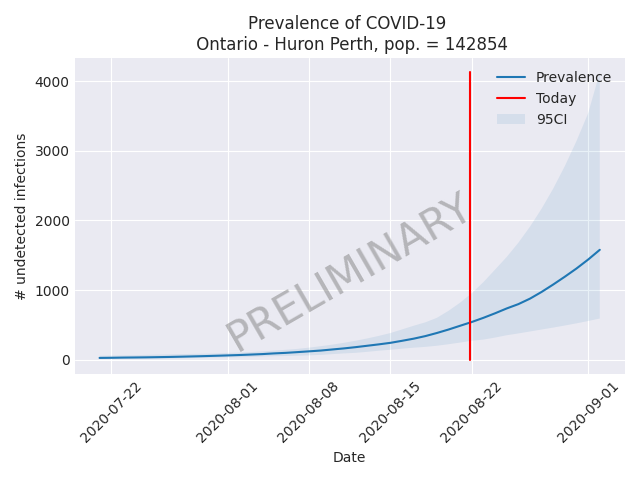 Prevalence of COVID-19
Ontario - Huron Perth, pop. = 142854
4000
3000
2000
1000
0
# undetected infections
Prevalence
Today
95CI
PRELIMINARY
2020-07-22
2020-08-01
2020-08-08
2020-08-15
2020-08-22
2020-09-01
Date